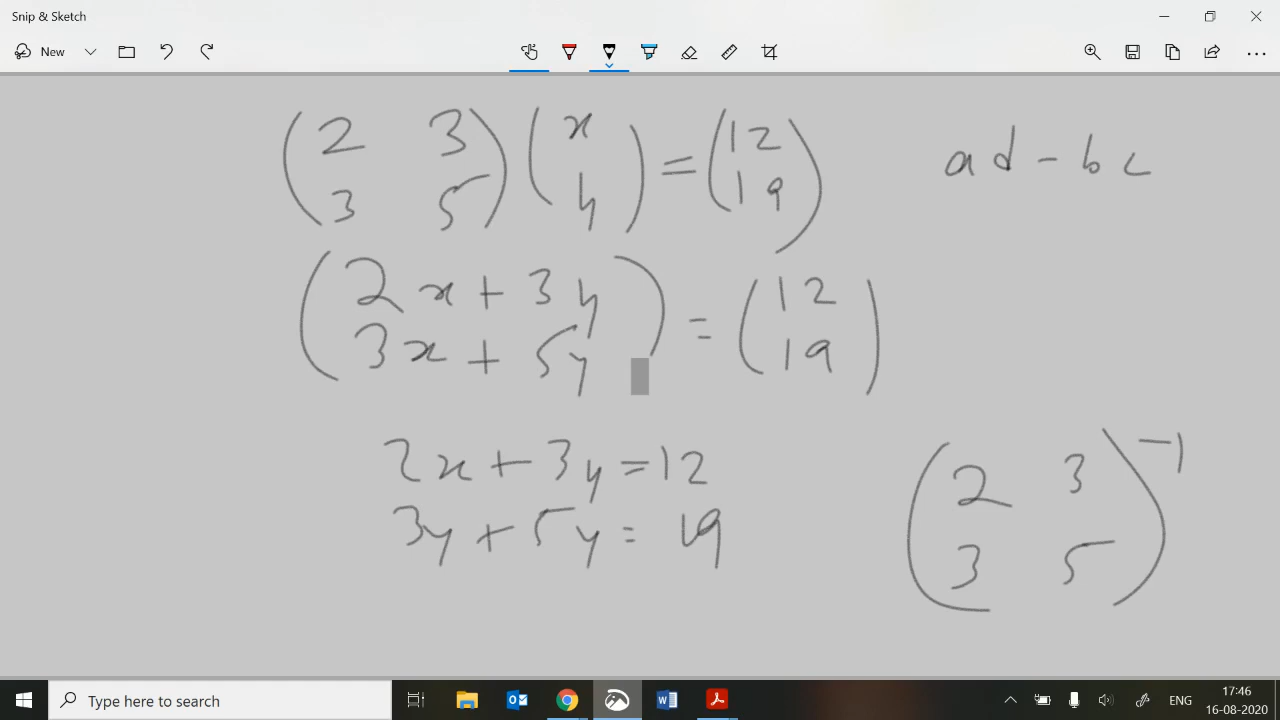 Snip & Sketch
New
(2 3) (x) = (12) ad - bc
(3 5) (y) (19)
(2x + 3y) = (12)
(3x + 5y) (19)
2x + 3y = 12
3y + 5y = 19
(2 3)⁻¹
(3 5)
Type here to search
ENG
17:46
16-08-2020